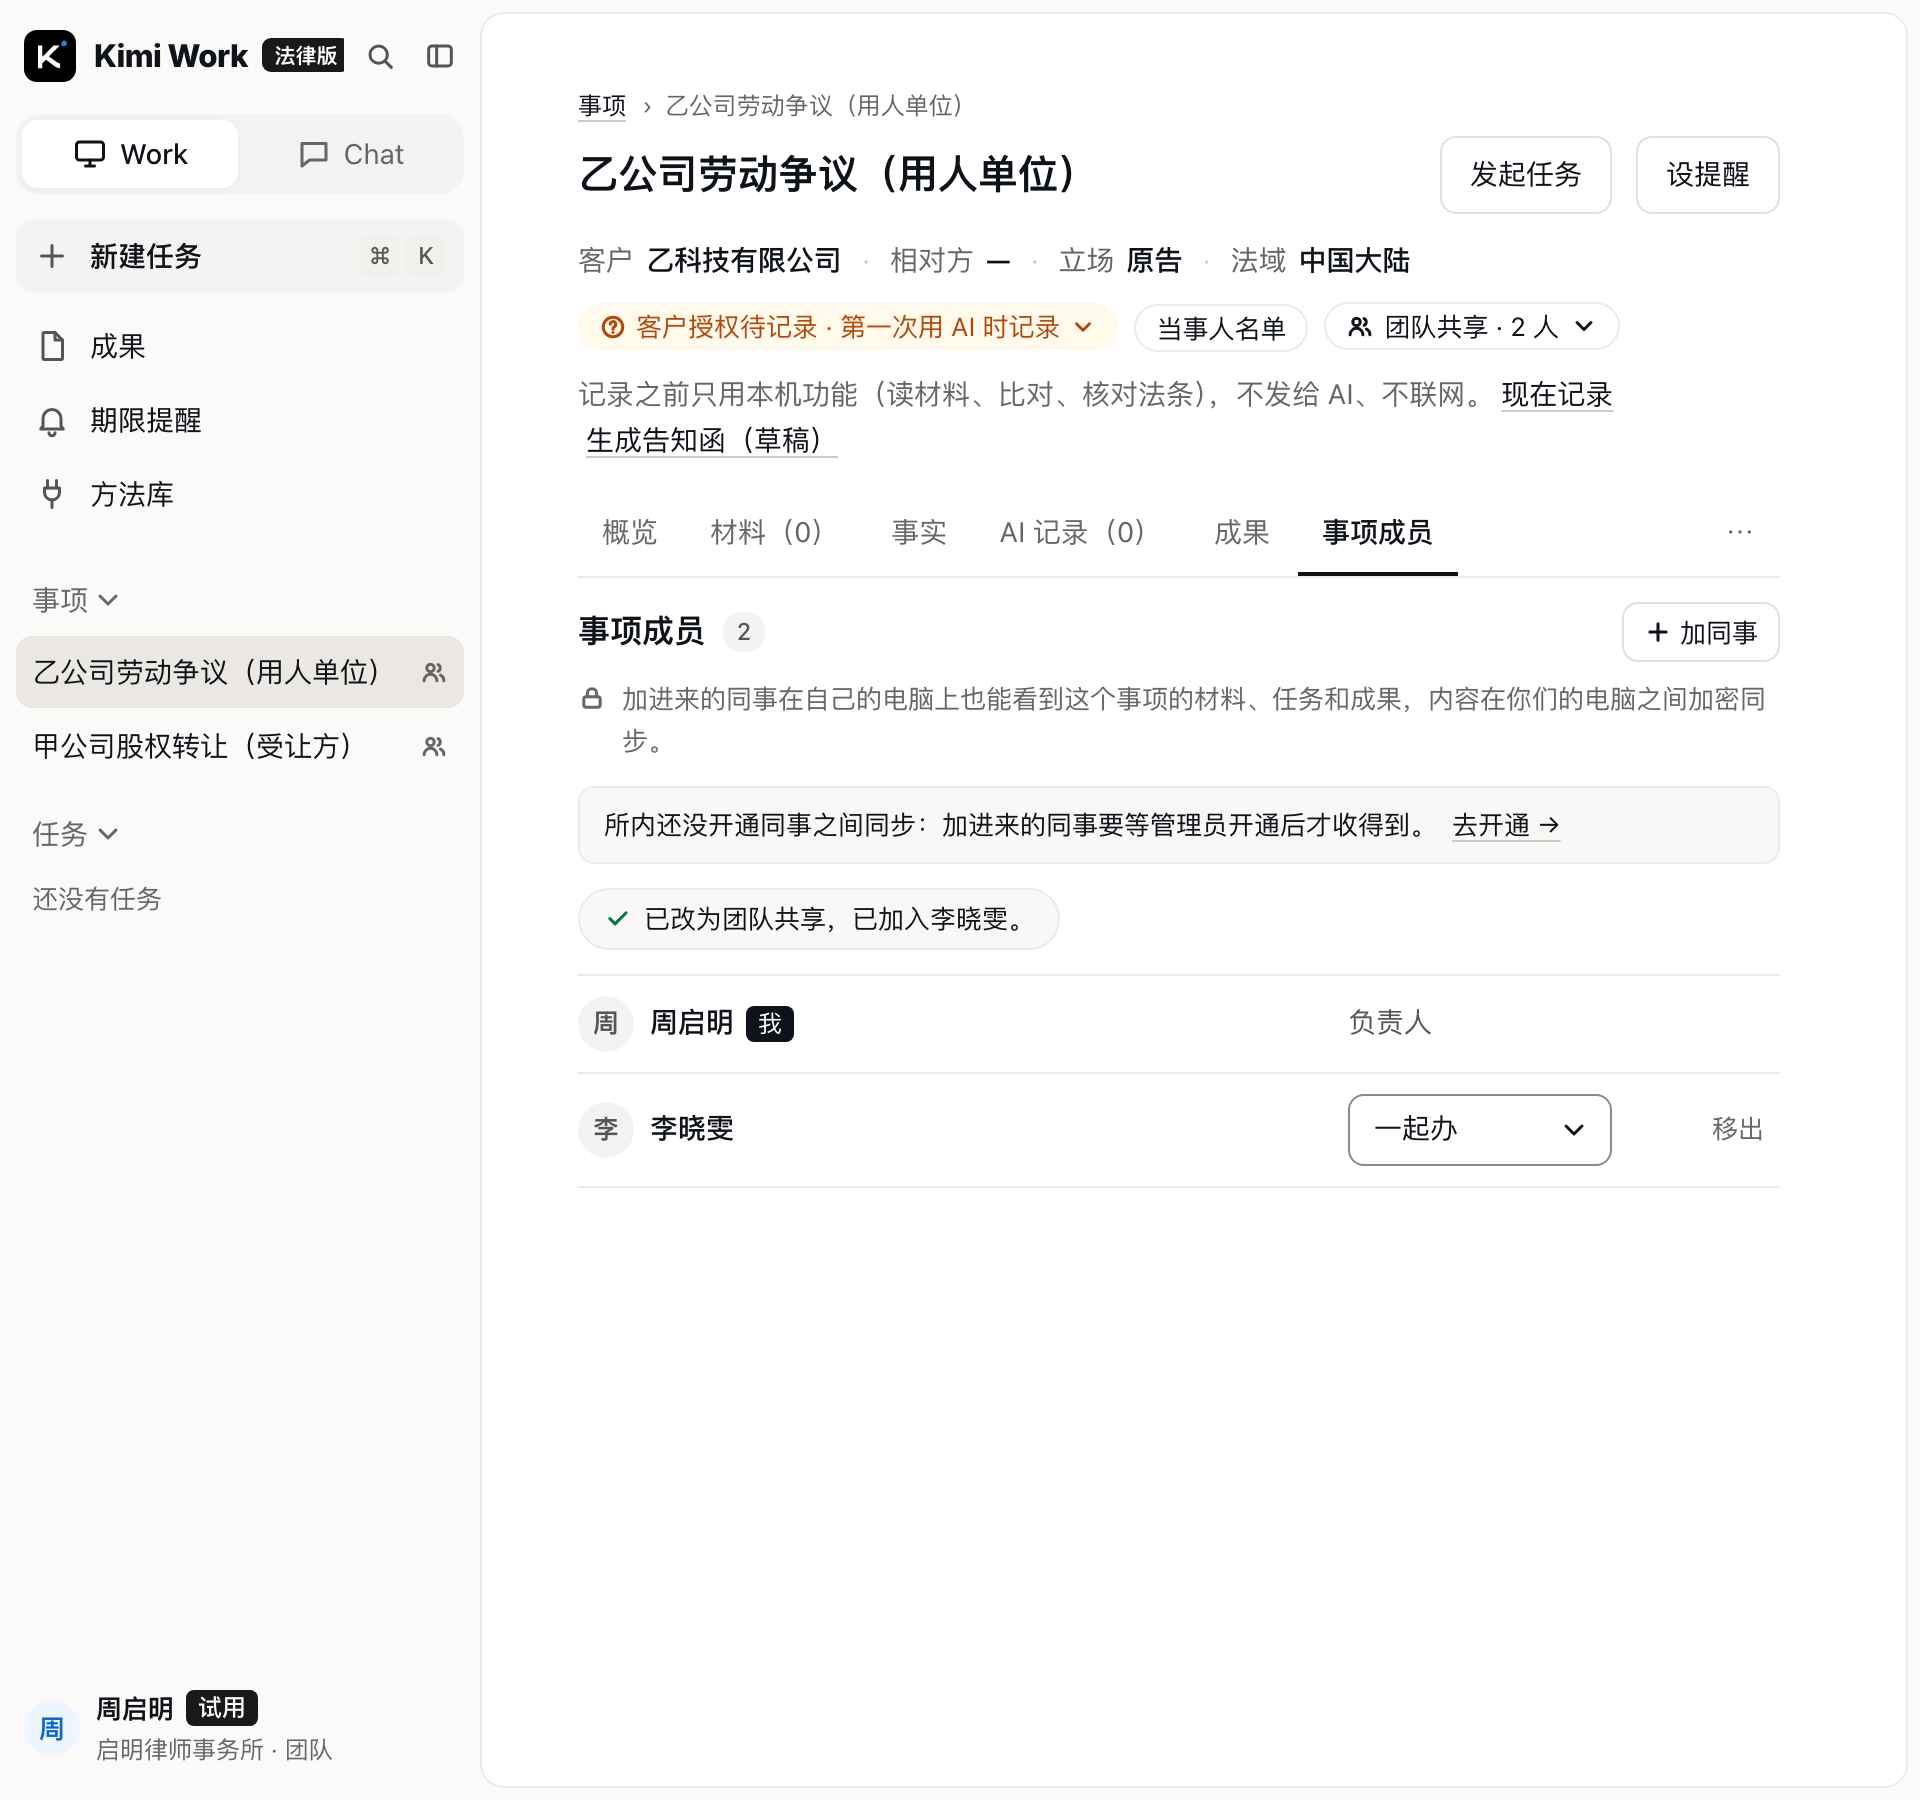 Kimi Work 法律版
Work
Chat
新建任务 ⌘ K
成果
期限提醒
方法库
事项
乙公司劳动争议（用人单位）
甲公司股权转让（受让方）
任务
还没有任务
周 周启明 试用
启明律师事务所 · 团队
事项 › 乙公司劳动争议（用人单位）
乙公司劳动争议（用人单位）
发起任务
设提醒
客户 乙科技有限公司 · 相对方 — · 立场 原告 · 法域 中国大陆
客户授权待记录 · 第一次用 AI 时记录
当事人名单
团队共享 · 2 人
记录之前只用本机功能（读材料、比对、核对法条），不发给 AI、不联网。 现在记录
生成告知函（草稿）
概览 材料（0） 事实 AI 记录（0） 成果 事项成员 ···
事项成员 2
+ 加同事
加进来的同事在自己的电脑上也能看到这个事项的材料、任务和成果，内容在你们的电脑之间加密同
步。
所内还没开通同事之间同步：加进来的同事要等管理员开通后才收得到。 去开通 →
已改为团队共享，已加入李晓雯。
周 周启明 我 负责人
李 李晓雯 一起办 移出